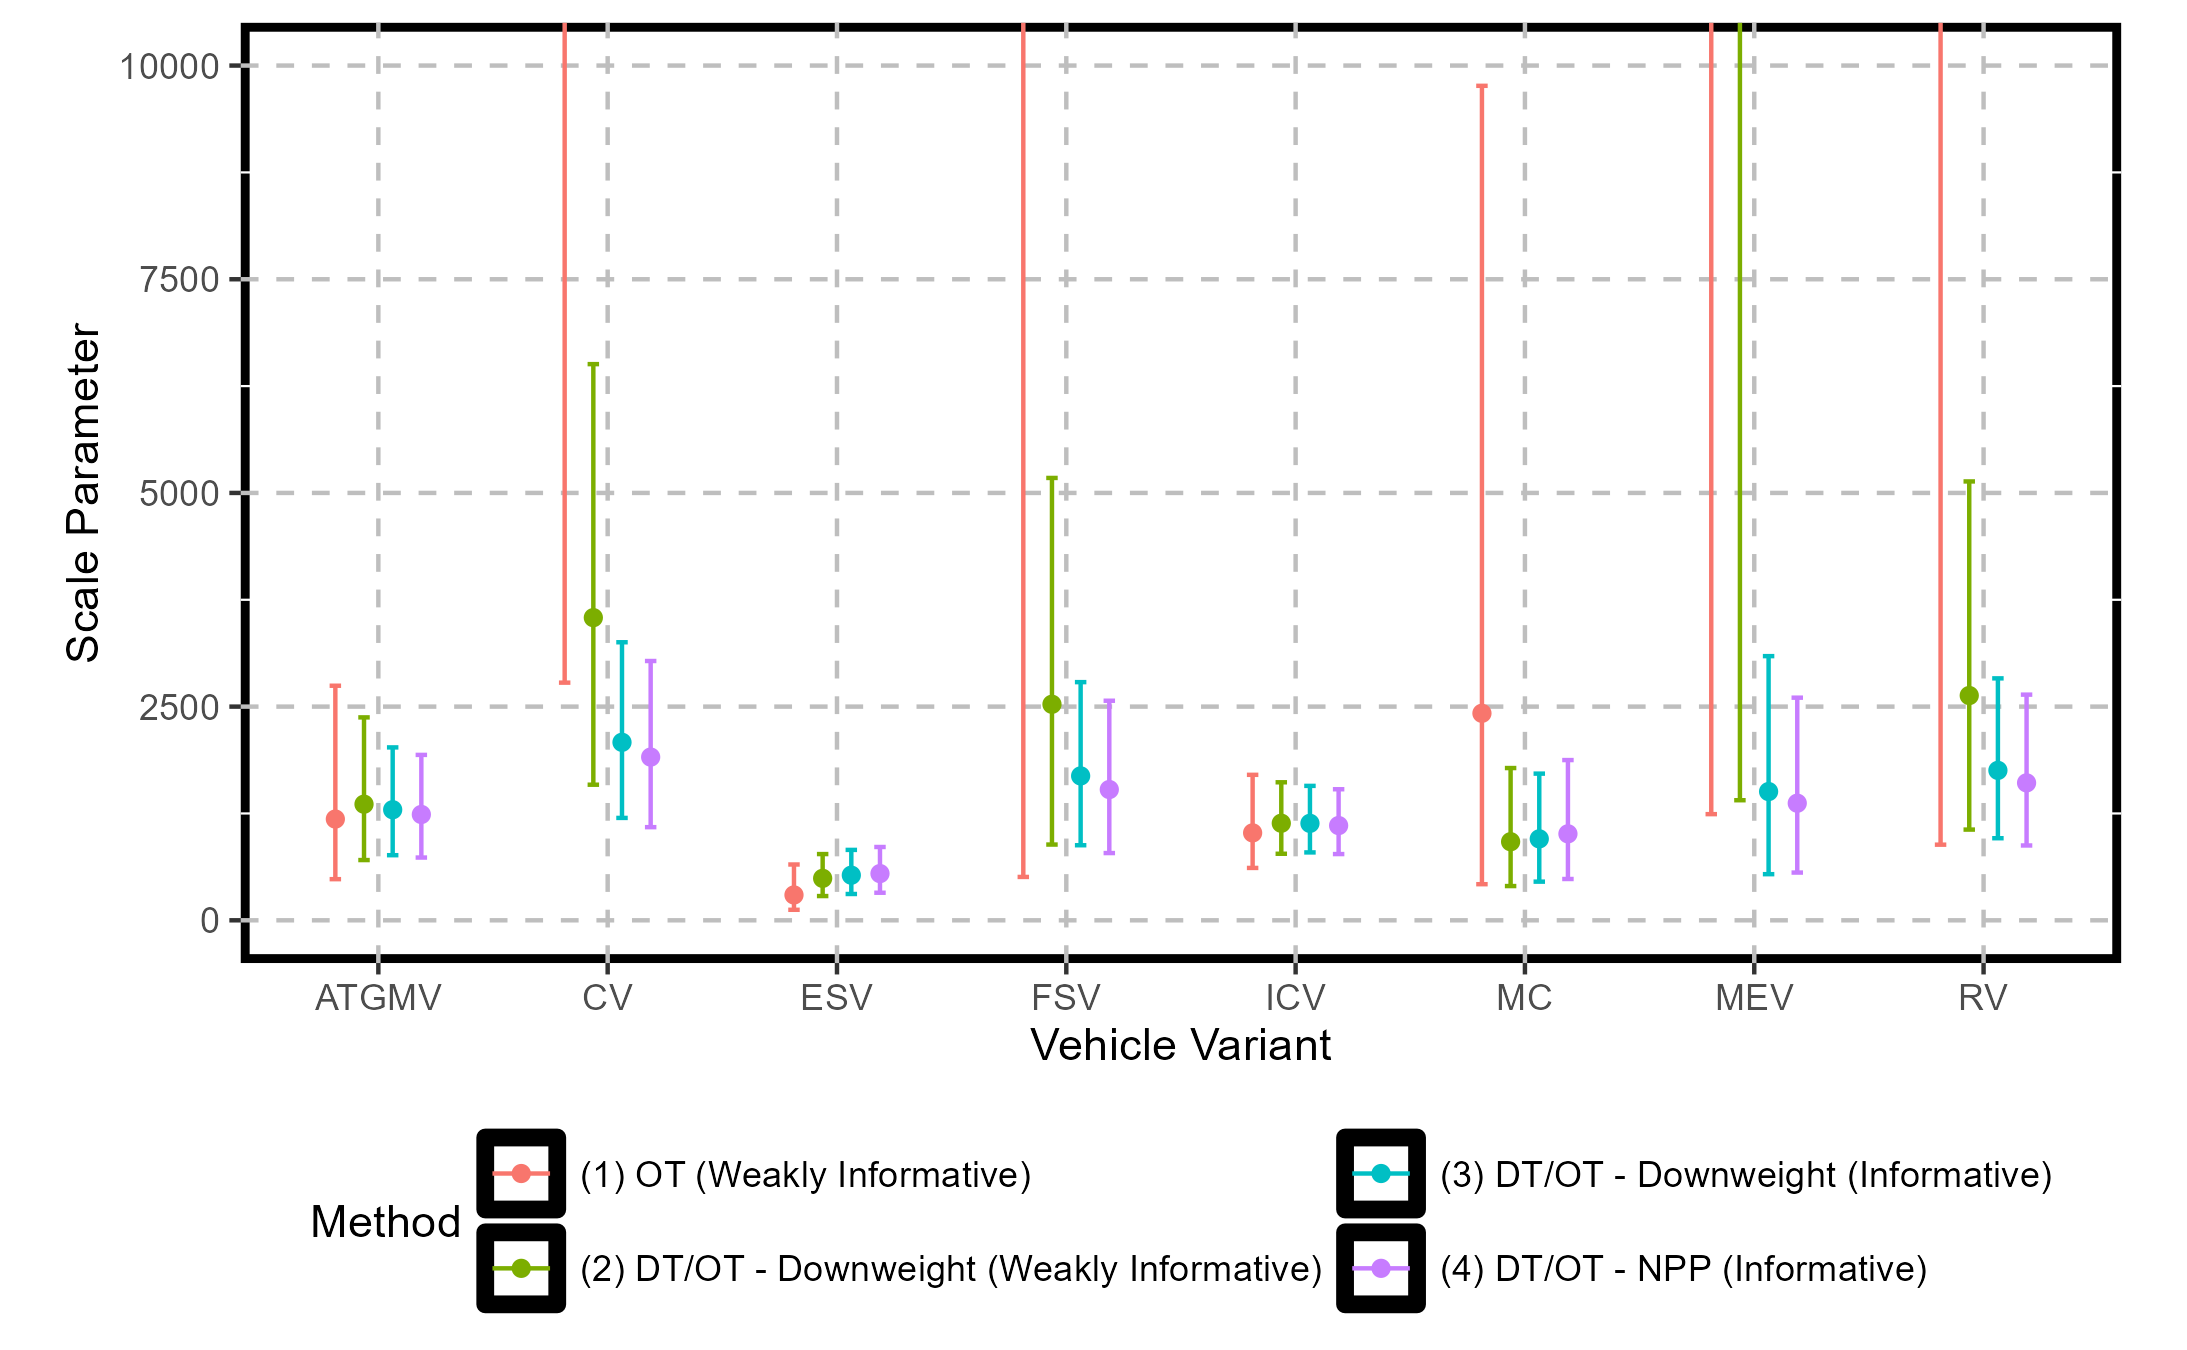 10000
7500
5000
2500
0
Scale Parameter
ATGMV CV ESV FSV ICV MC MEV RV
Vehicle Variant
Method
(1) OT (Weakly Informative)
(2) DT/OT - Downweight (Weakly Informative)
(3) DT/OT - Downweight (Informative)
(4) DT/OT - NPP (Informative)